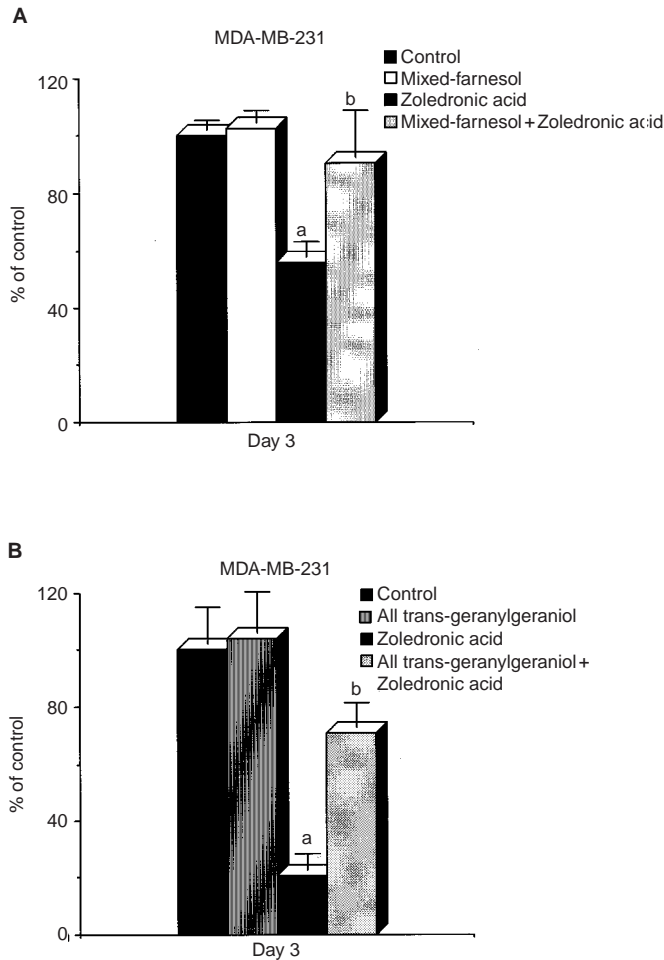 A
MDA-MB-231
Control
Mixed-farnesol
Zoledronic acid
Mixed-farnesol + Zoledronic acid
120
80
40
0
% of control
a
b
Day 3
B
MDA-MB-231
Control
All trans-geranylgeraniol
Zoledronic acid
All trans-geranylgeraniol +
Zoledronic acid
120
80
40
0
% of control
a
b
Day 3